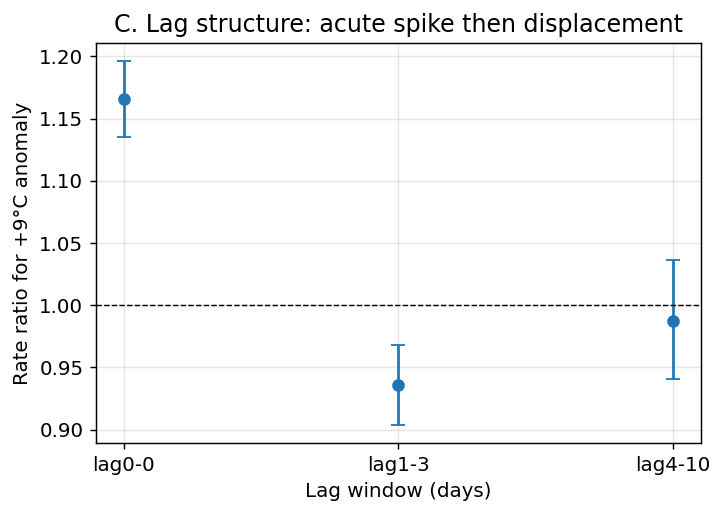 C. Lag structure: acute spike then displacement
Rate ratio for +9°C anomaly
1.20
1.15
1.10
1.05
1.00
0.95
0.90
lag0-0
lag1-3
lag4-10
Lag window (days)